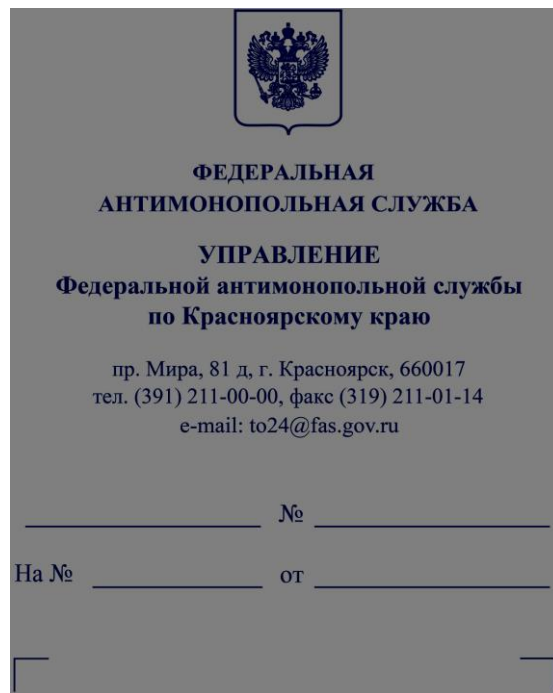 ФЕДЕРАЛЬНАЯ
АНТИМОНОПОЛЬНАЯ СЛУЖБА
УПРАВЛЕНИЕ
Федеральной антимонопольной службы
по Красноярскому краю
пр. Мира, 81 д, г. Красноярск, 660017
тел. (391) 211-00-00, факс (319) 211-01-14
e-mail: to24@fas.gov.ru
№
На № от